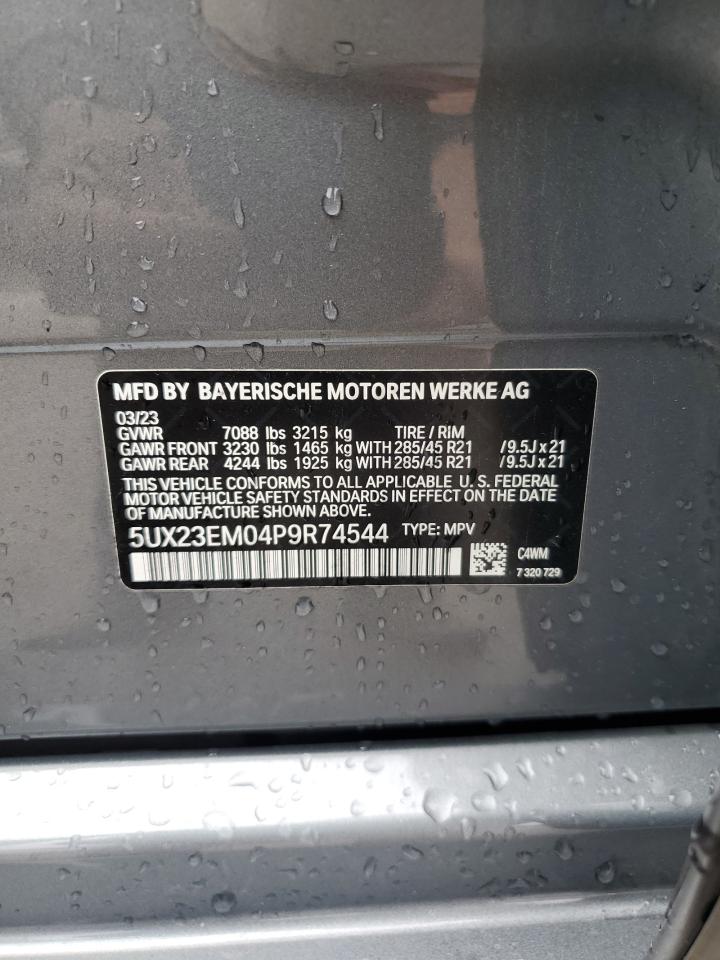 MFD BY BAYERISCHE MOTOREN WERKE AG
03/23
GVWR 7088 lbs 3215 kg TIRE / RIM
GAWR FRONT 3230 lbs 1465 kg WITH 285/45 R21 /9.5J x 21
GAWR REAR 4244 lbs 1925 kg WITH 285/45 R21 /9.5J x 21
THIS VEHICLE CONFORMS TO ALL APPLICABLE U.S. FEDERAL
MOTOR VEHICLE SAFETY STANDARDS IN EFFECT ON THE DATE
OF MANUFACTURE SHOWN ABOVE.
5UX23EM04P9R74544 TYPE: MPV
C4WM
7 320 729